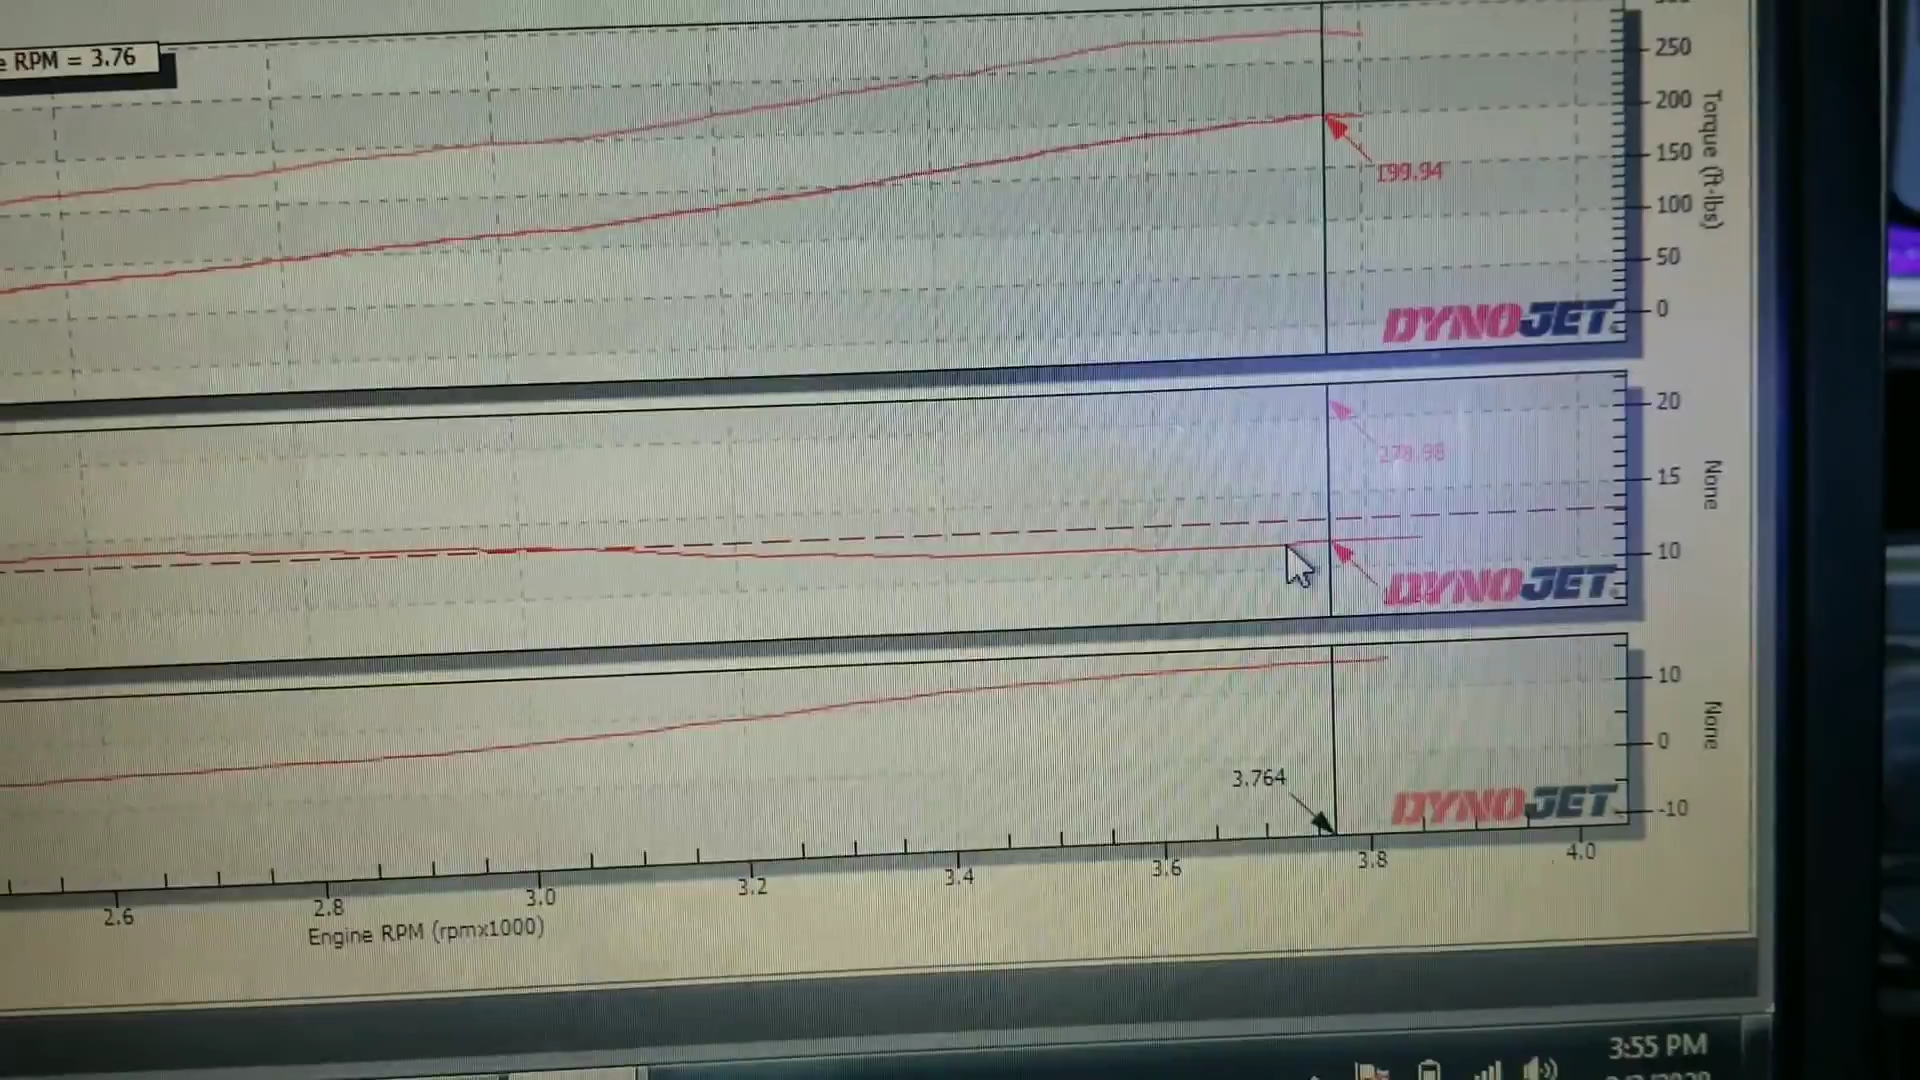 e RPM = 3.76
250
200
150
100
50
0
Torque (ft-lbs)
199.94
DYNOJET
20
15
10
None
278.98
DYNOJET
10
0
-10
None
3.764
DYNOJET
2.6
2.8
3.0
3.2
3.4
3.6
3.8
4.0
Engine RPM (rpmx1000)
3:55 PM